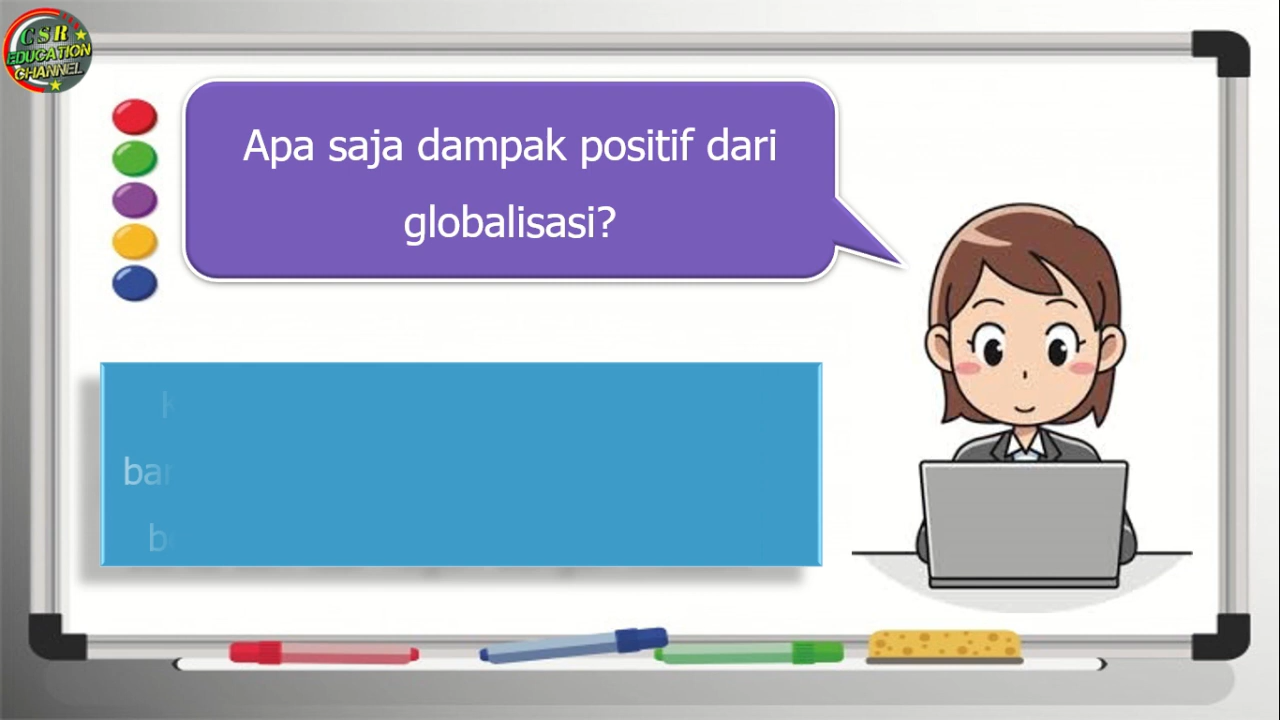 CSR
EDUCATION
CHANNEL
Apa saja dampak positif dari
globalisasi?